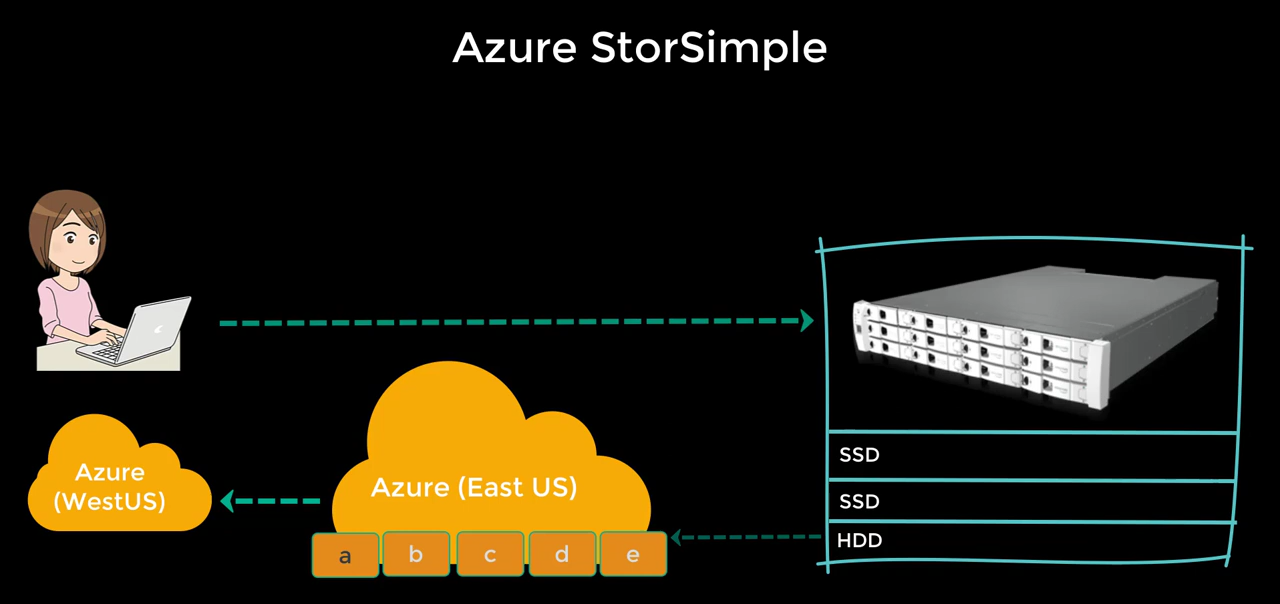 Azure StorSimple
Azure
(WestUS)
Azure (East US)
a b c d e
SSD
SSD
HDD